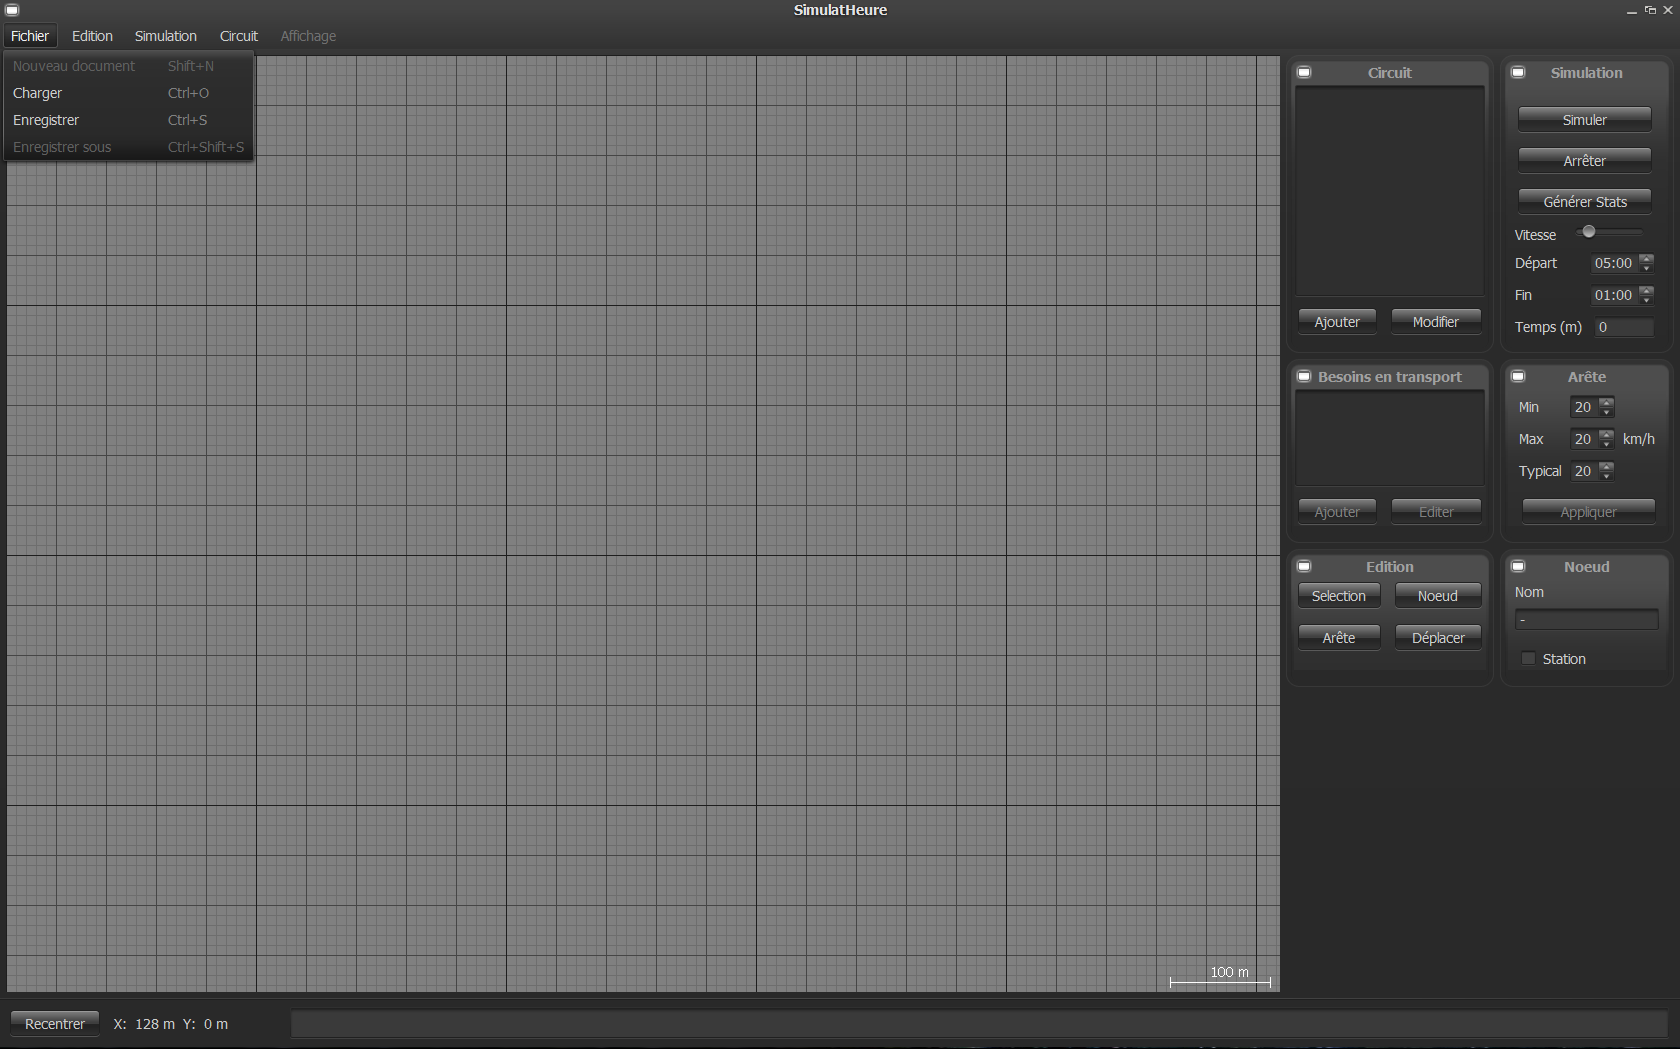 SimulatHeure
Fichier Edition Simulation Circuit Affichage
Nouveau document Shift+N
Charger Ctrl+O
Enregistrer Ctrl+S
Enregistrer sous Ctrl+Shift+S
Circuit
Ajouter Modifier
Simulation
Simuler
Arrêter
Générer Stats
Vitesse
Départ 05:00
Fin 01:00
Temps (m) 0
Besoins en transport
Ajouter Editer
Arête
Min 20
Max 20 km/h
Typical 20
Appliquer
Edition
Selection Noeud
Arête Déplacer
Noeud
Nom
-
Station
100 m
Recentrer X: 128 m Y: 0 m